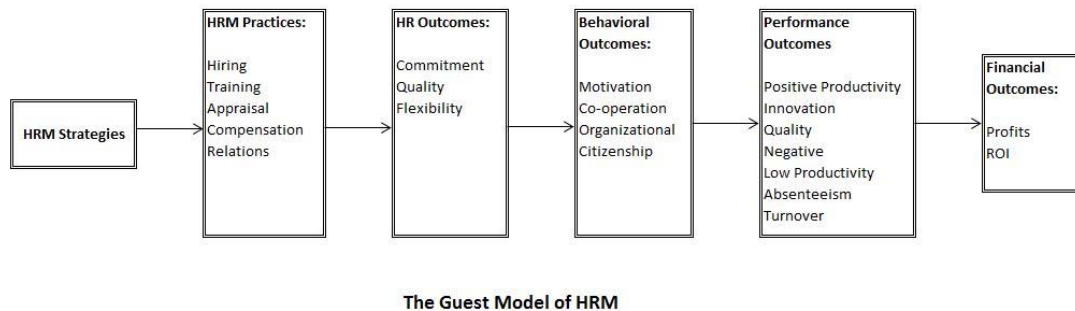 HRM Strategies
HRM Practices:
Hiring
Training
Appraisal
Compensation
Relations
HR Outcomes:
Commitment
Quality
Flexibility
Behavioral
Outcomes:
Motivation
Co-operation
Organizational
Citizenship
Performance
Outcomes
Positive Productivity
Innovation
Quality
Negative
Low Productivity
Absenteeism
Turnover
Financial
Outcomes:
Profits
ROI
The Guest Model of HRM